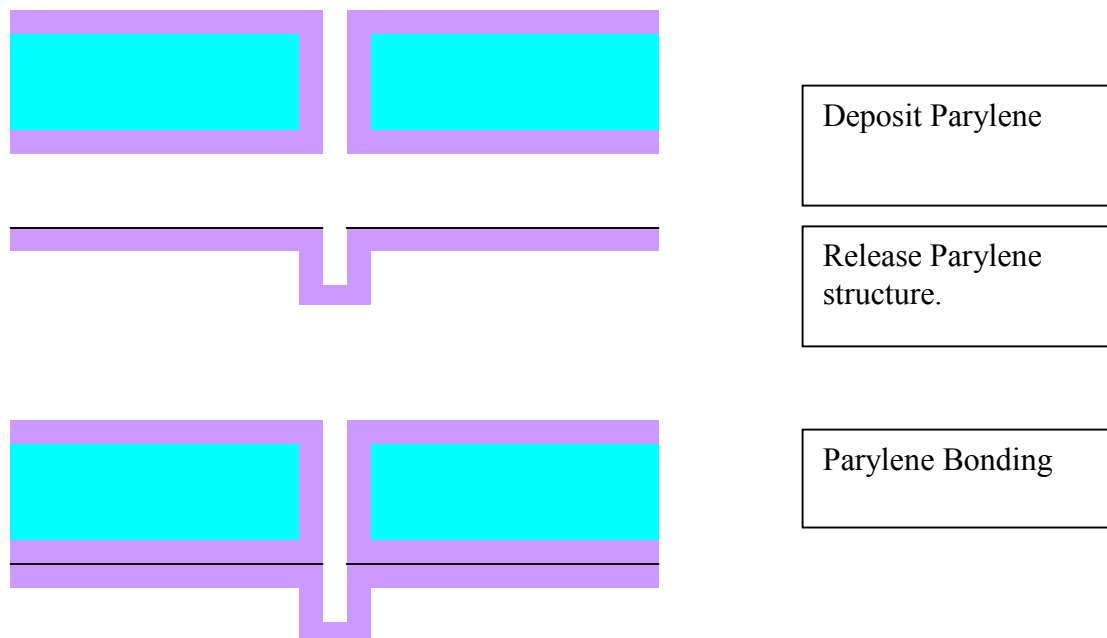 Deposit Parylene
Release Parylene
structure.
Parylene Bonding